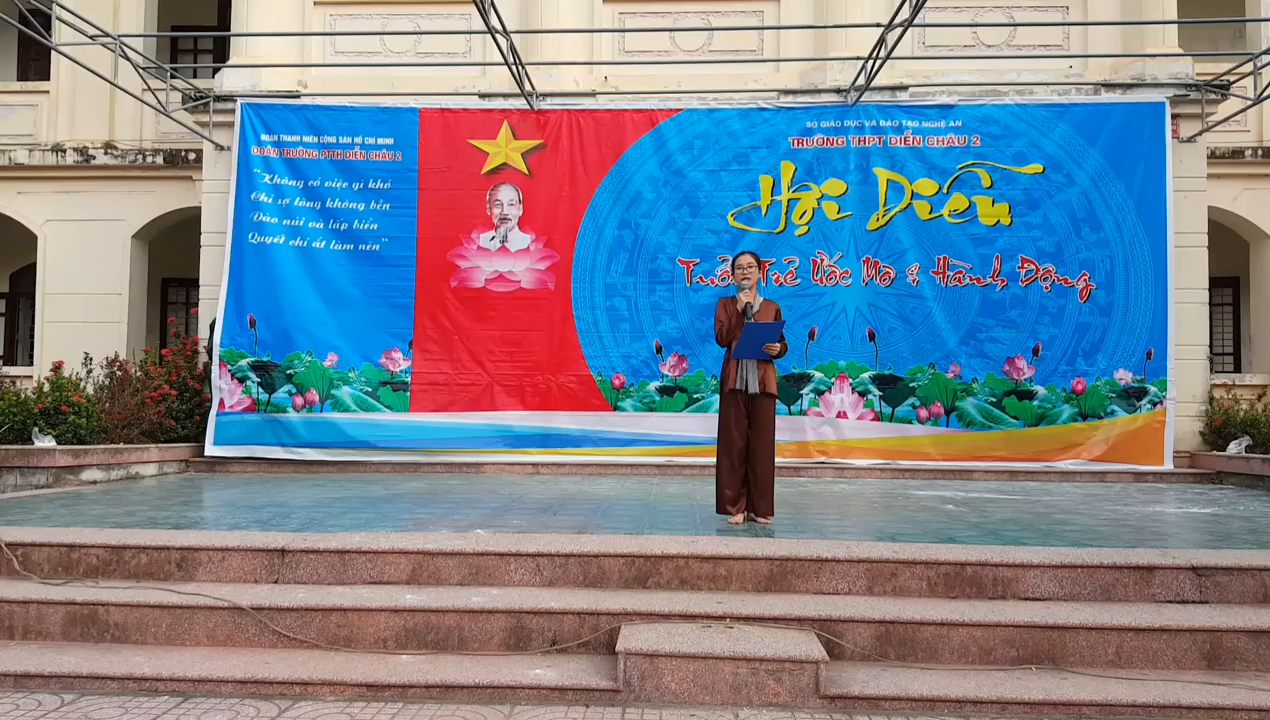 ĐOÀN THANH NIÊN CỘNG SẢN HỒ CHÍ MINH
ĐOÀN TRƯỜNG PTTH DIỄN CHÂU 2
"Không có việc gì khó
Chỉ sợ lòng không bền
Đào núi và lấp biển
Quyết chí ắt làm nên"
SỞ GIÁO DỤC VÀ ĐÀO TẠO NGHỆ AN
TRƯỜNG THPT DIỄN CHÂU 2
Hội Diễn
Tuổi Trẻ Ước Mơ & Hành Động